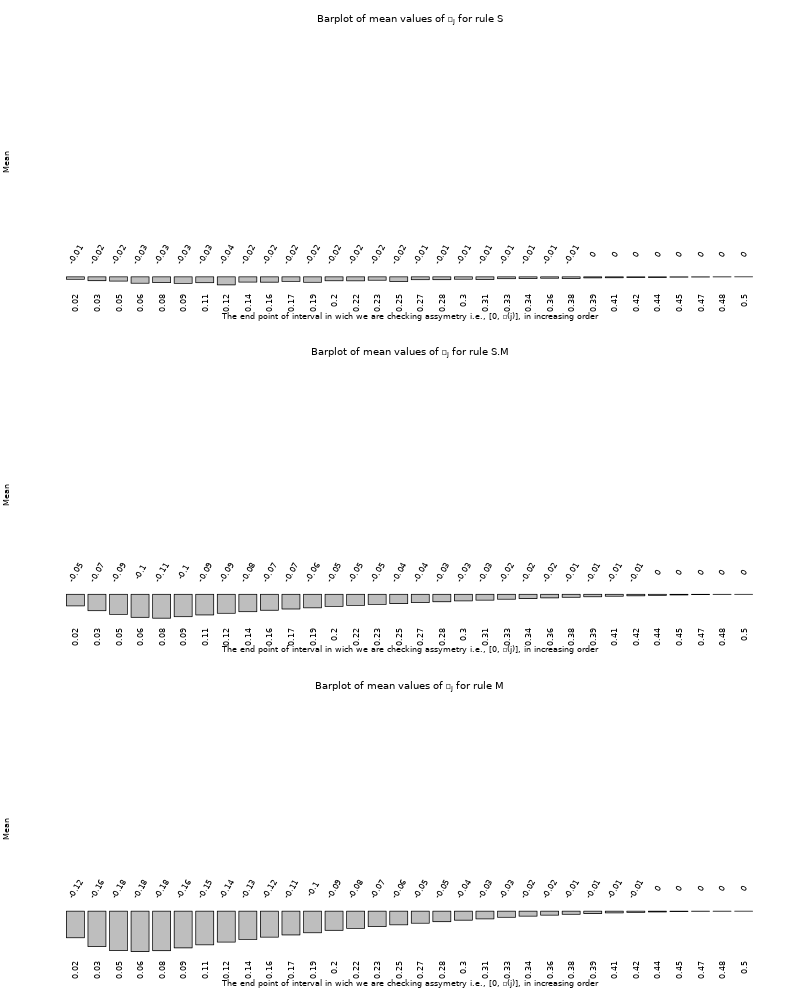 Barplot of mean values of □j for rule S
Mean
-0.01 -0.02 -0.02 -0.03 -0.03 -0.03 -0.03 -0.04 -0.02 -0.02 -0.02 -0.02 -0.02 -0.02 -0.02 -0.02 -0.01 -0.01 -0.01 -0.01 -0.01 -0.01 -0.01 -0.01 0 0 0 0 0 0 0 0
0.02 0.03 0.05 0.06 0.08 0.09 0.11 0.12 0.14 0.16 0.17 0.19 0.2 0.22 0.23 0.25 0.27 0.28 0.3 0.31 0.33 0.34 0.36 0.38 0.39 0.41 0.42 0.44 0.45 0.47 0.48 0.5
The end point of interval in wich we are checking assymetry i.e., [0, □(j)], in increasing order
Barplot of mean values of □j for rule S.M
Mean
-0.05 -0.07 -0.09 -0.1 -0.11 -0.1 -0.09 -0.09 -0.08 -0.07 -0.07 -0.06 -0.05 -0.05 -0.05 -0.04 -0.04 -0.03 -0.03 -0.03 -0.02 -0.02 -0.02 -0.01 -0.01 -0.01 -0.01 0 0 0 0 0
0.02 0.03 0.05 0.06 0.08 0.09 0.11 0.12 0.14 0.16 0.17 0.19 0.2 0.22 0.23 0.25 0.27 0.28 0.3 0.31 0.33 0.34 0.36 0.38 0.39 0.41 0.42 0.44 0.45 0.47 0.48 0.5
The end point of interval in wich we are checking assymetry i.e., [0, □(j)], in increasing order
Barplot of mean values of □j for rule M
Mean
-0.12 -0.16 -0.18 -0.18 -0.18 -0.16 -0.15 -0.14 -0.13 -0.12 -0.11 -0.1 -0.09 -0.08 -0.07 -0.06 -0.05 -0.05 -0.04 -0.03 -0.03 -0.02 -0.02 -0.01 -0.01 -0.01 -0.01 0 0 0 0 0
0.02 0.03 0.05 0.06 0.08 0.09 0.11 0.12 0.14 0.16 0.17 0.19 0.2 0.22 0.23 0.25 0.27 0.28 0.3 0.31 0.33 0.34 0.36 0.38 0.39 0.41 0.42 0.44 0.45 0.47 0.48 0.5
The end point of interval in wich we are checking assymetry i.e., [0, □(j)], in increasing order